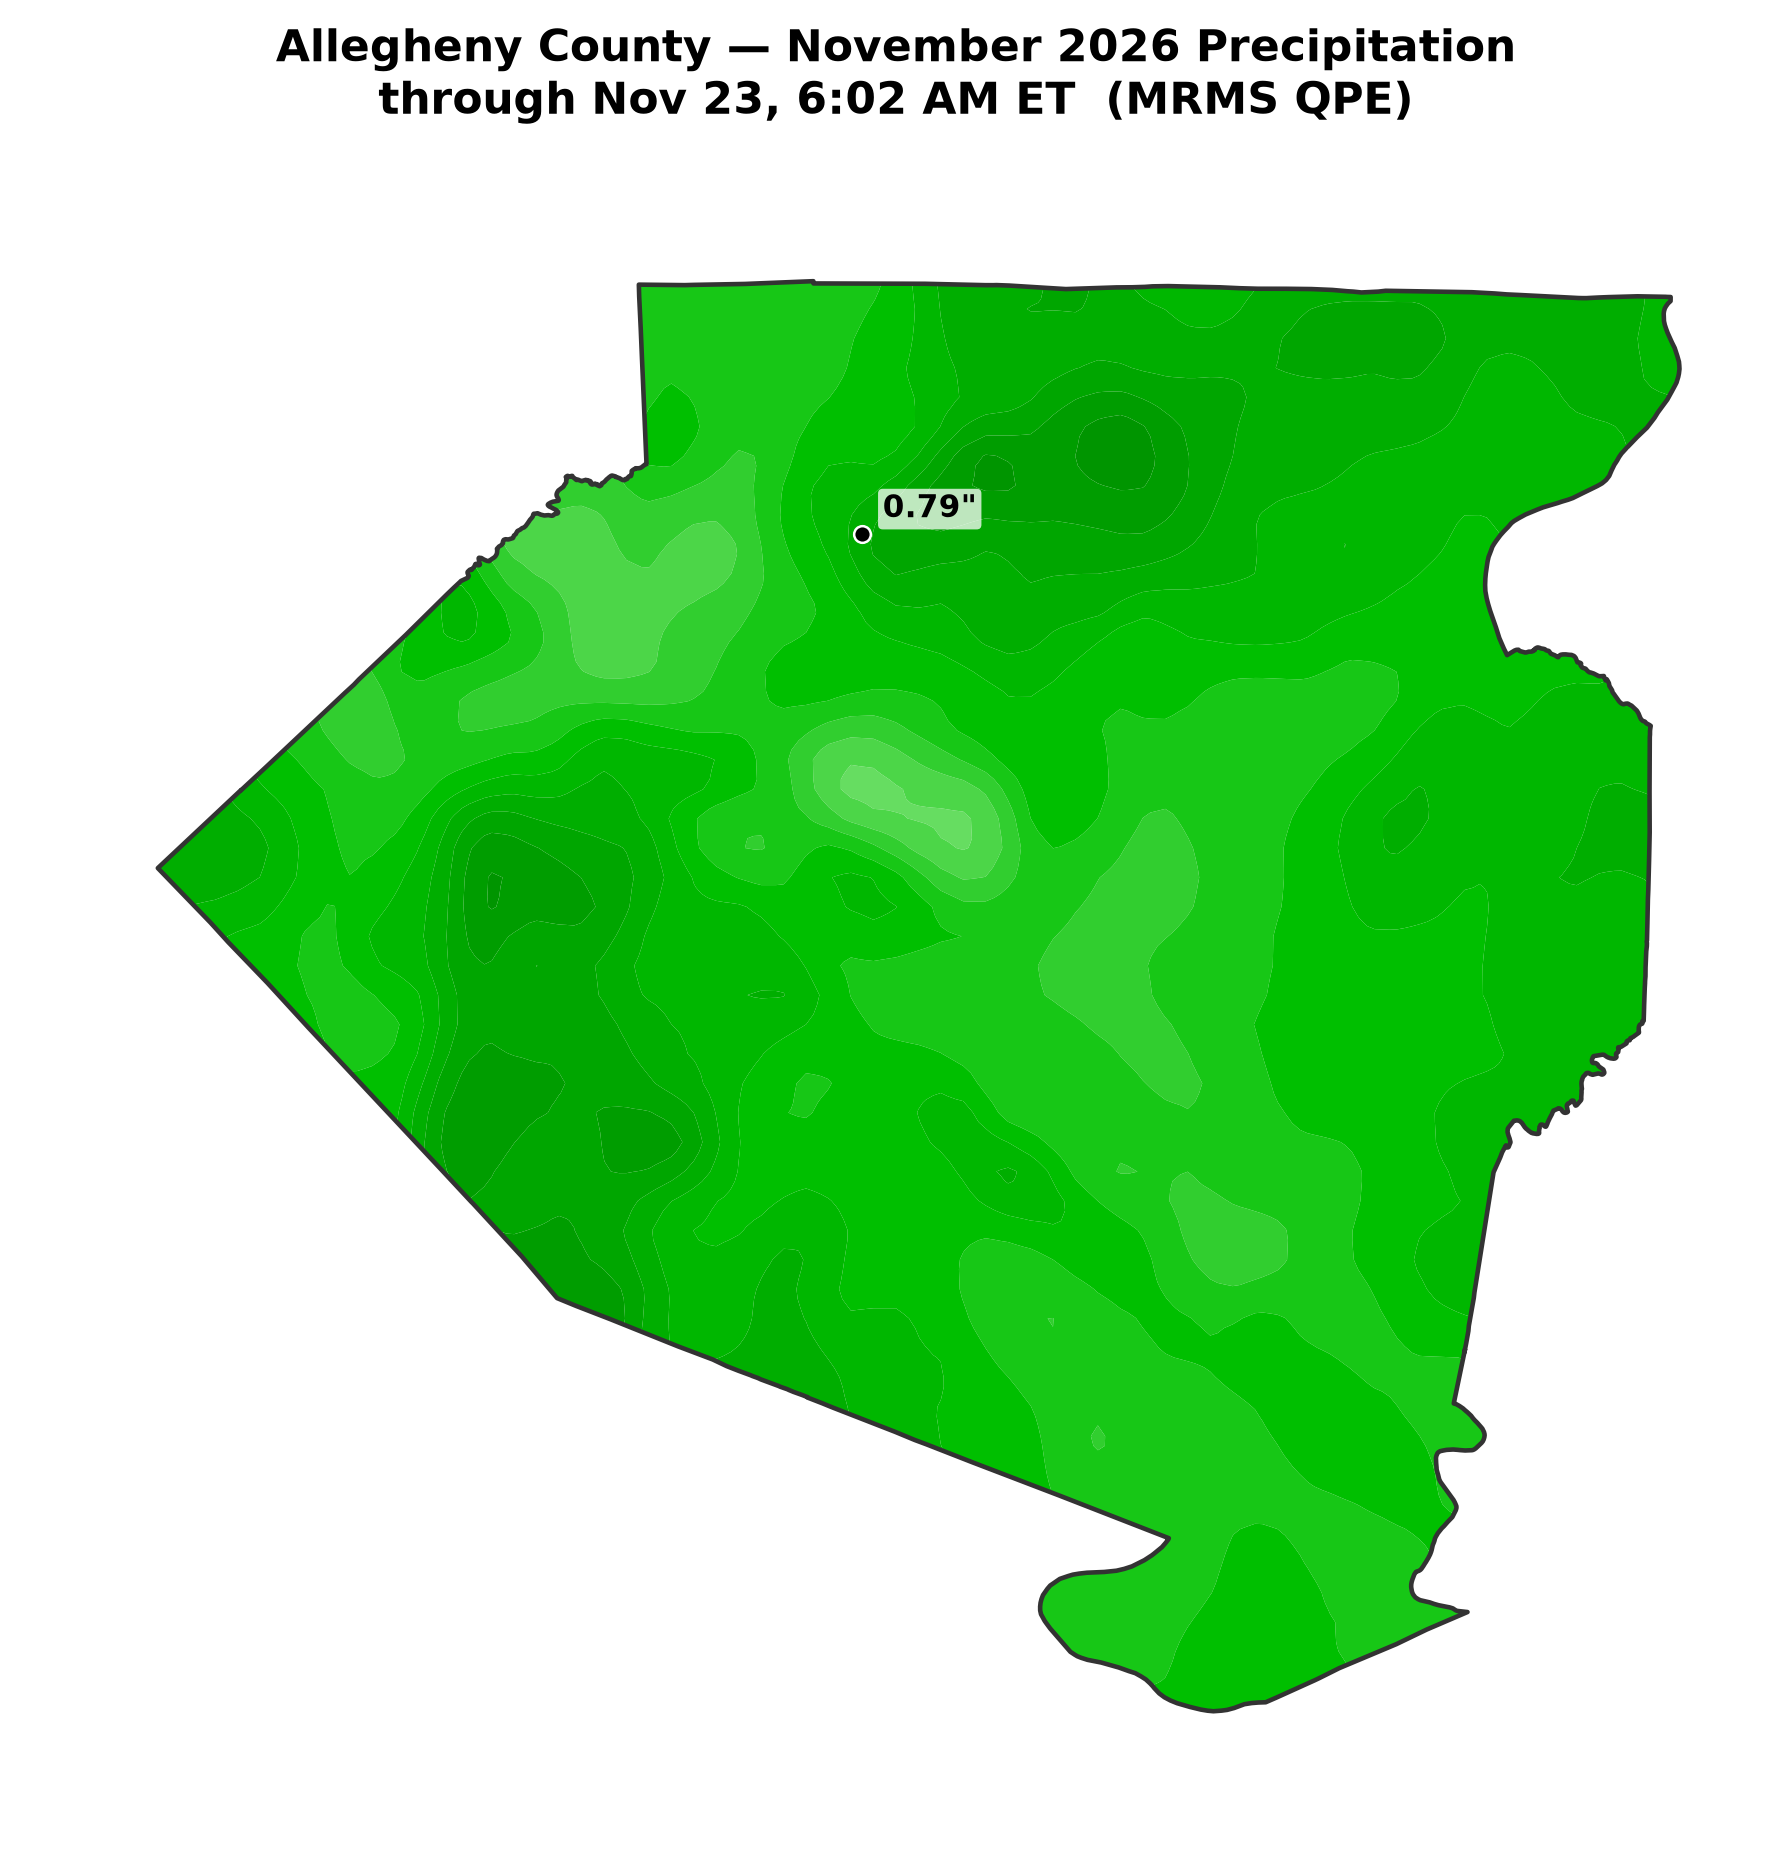 Allegheny County — November 2026 Precipitation
through Nov 23, 6:02 AM ET (MRMS QPE)
0.79"